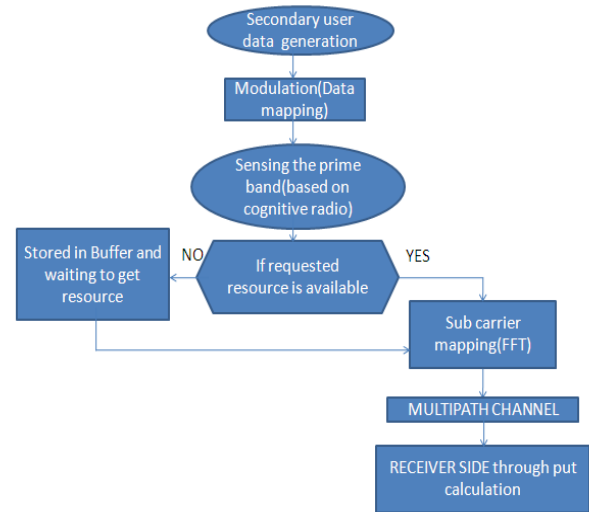 Secondary user
data generation
Modulation(Data
mapping)
Sensing the prime
band(based on
cognitive radio)
If requested
resource is available
NO
YES
Stored in Buffer and
waiting to get
resource
Sub carrier
mapping(FFT)
MULTIPATH CHANNEL
RECEIVER SIDE through put
calculation